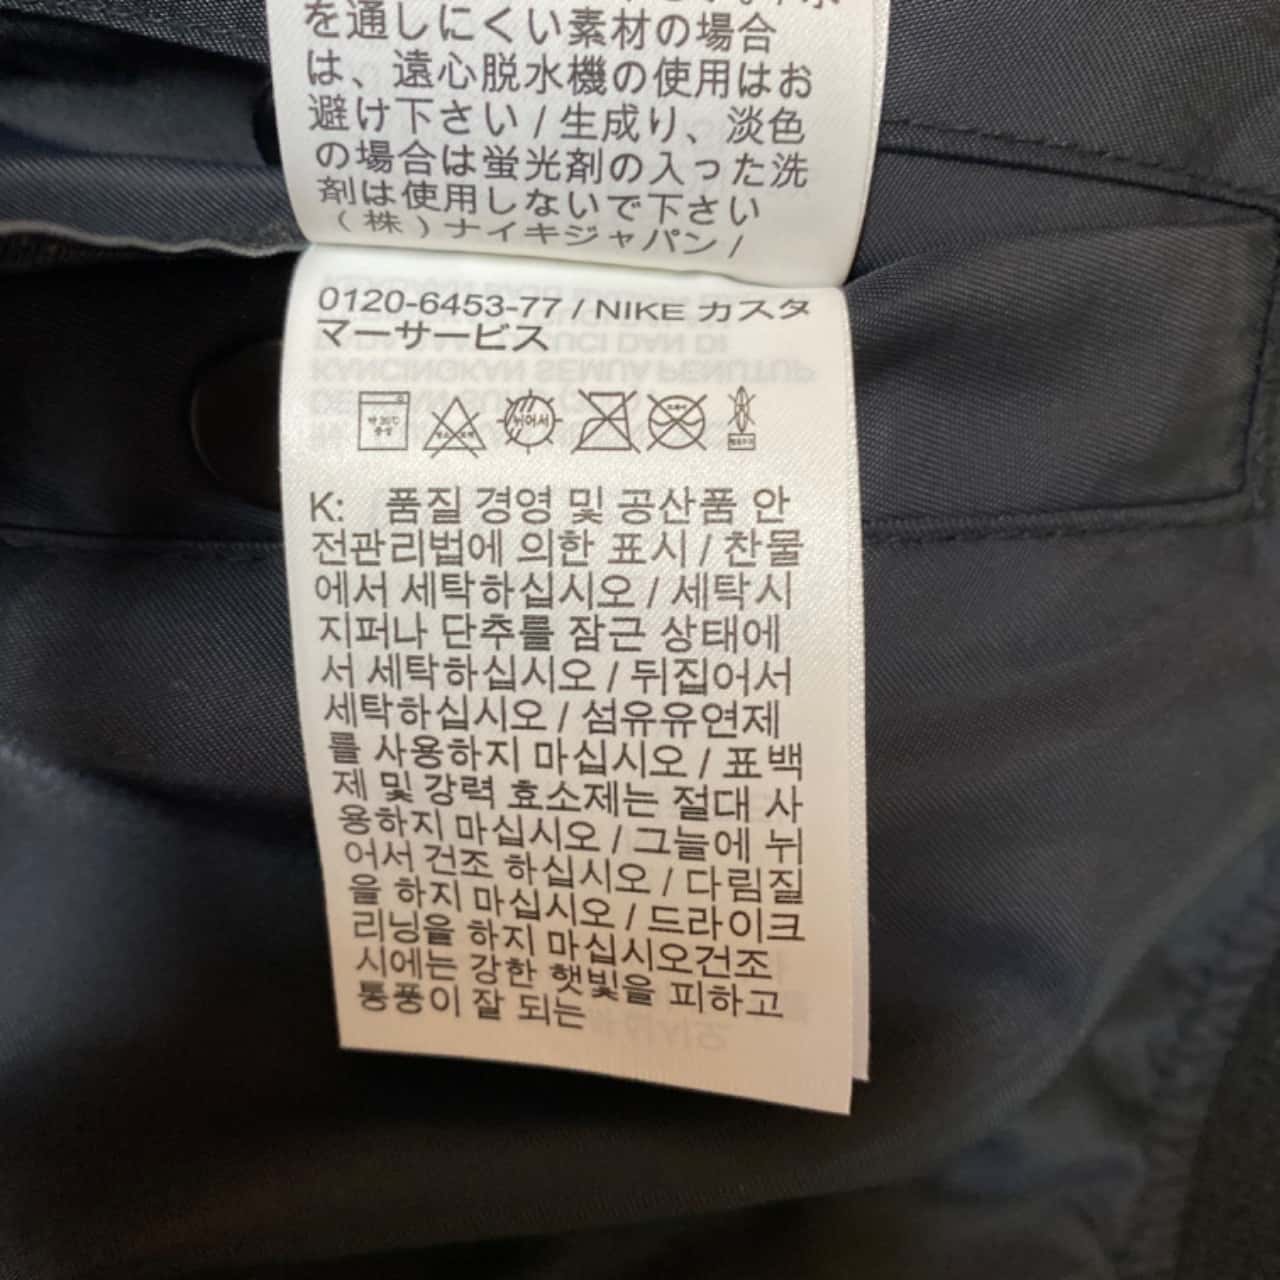 を通しにくい素材の場合
は、遠心脱水機の使用はお
避け下さい / 生成り、淡色
の場合は蛍光剤の入った洗
剤は使用しないで下さい
（株）ナイキジャパン /
0120-6453-77 / NIKE カスタ
マーサービス
뉘어서
K: 품질 경영 및 공산품 안
전관리법에 의한 표시 / 찬물
에서 세탁하십시오 / 세탁시
지퍼나 단추를 잠근 상태에
서 세탁하십시오 / 뒤집어서
세탁하십시오 / 섬유유연제
를 사용하지 마십시오 / 표백
제 및 강력 효소제는 절대 사
용하지 마십시오 / 그늘에 뉘
어서 건조 하십시오 / 다림질
을 하지 마십시오 / 드라이크
리닝을 하지 마십시오건조
시에는 강한 햇빛을 피하고
통풍이 잘 되는